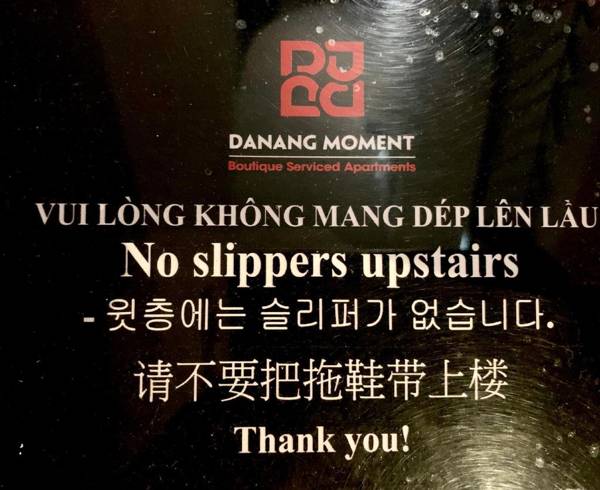 DANANG MOMENT
Boutique Serviced Apartments
VUI LÒNG KHÔNG MANG DÉP LÊN LẦU
No slippers upstairs
- 윗층에는 슬리퍼가 없습니다.
请不要把拖鞋带上楼
Thank you!